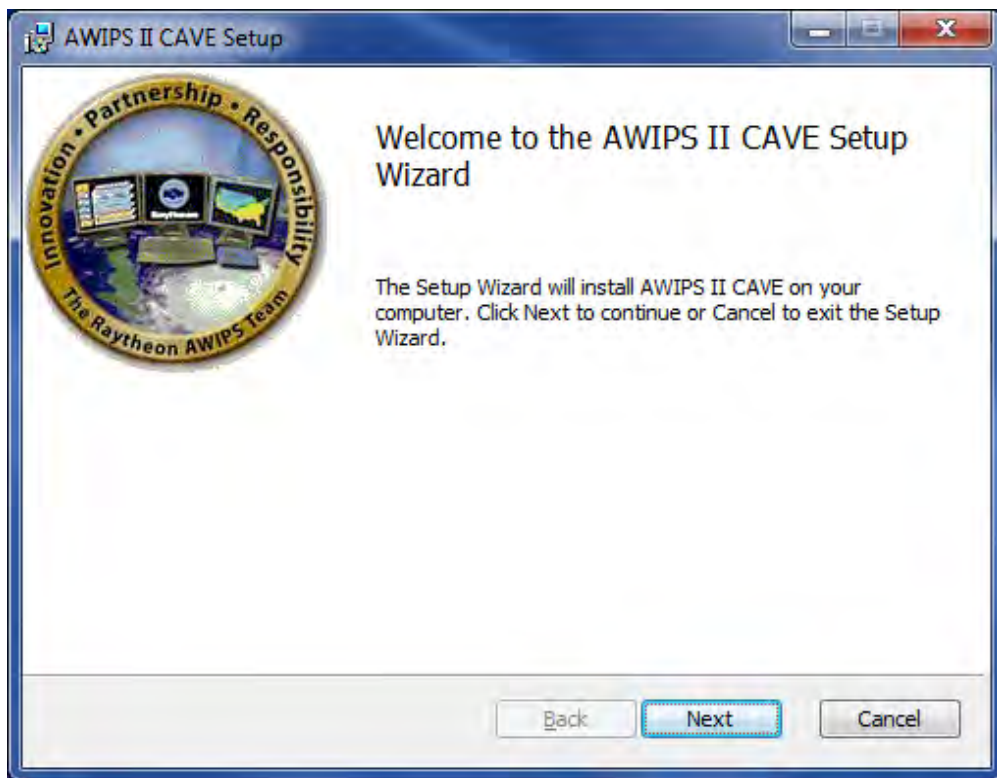 AWIPS II CAVE Setup
Innovation • Partnership • Responsibility
Raytheon
The Raytheon AWIPS Team
Welcome to the AWIPS II CAVE Setup
Wizard
The Setup Wizard will install AWIPS II CAVE on your
computer. Click Next to continue or Cancel to exit the Setup
Wizard.
Back Next Cancel